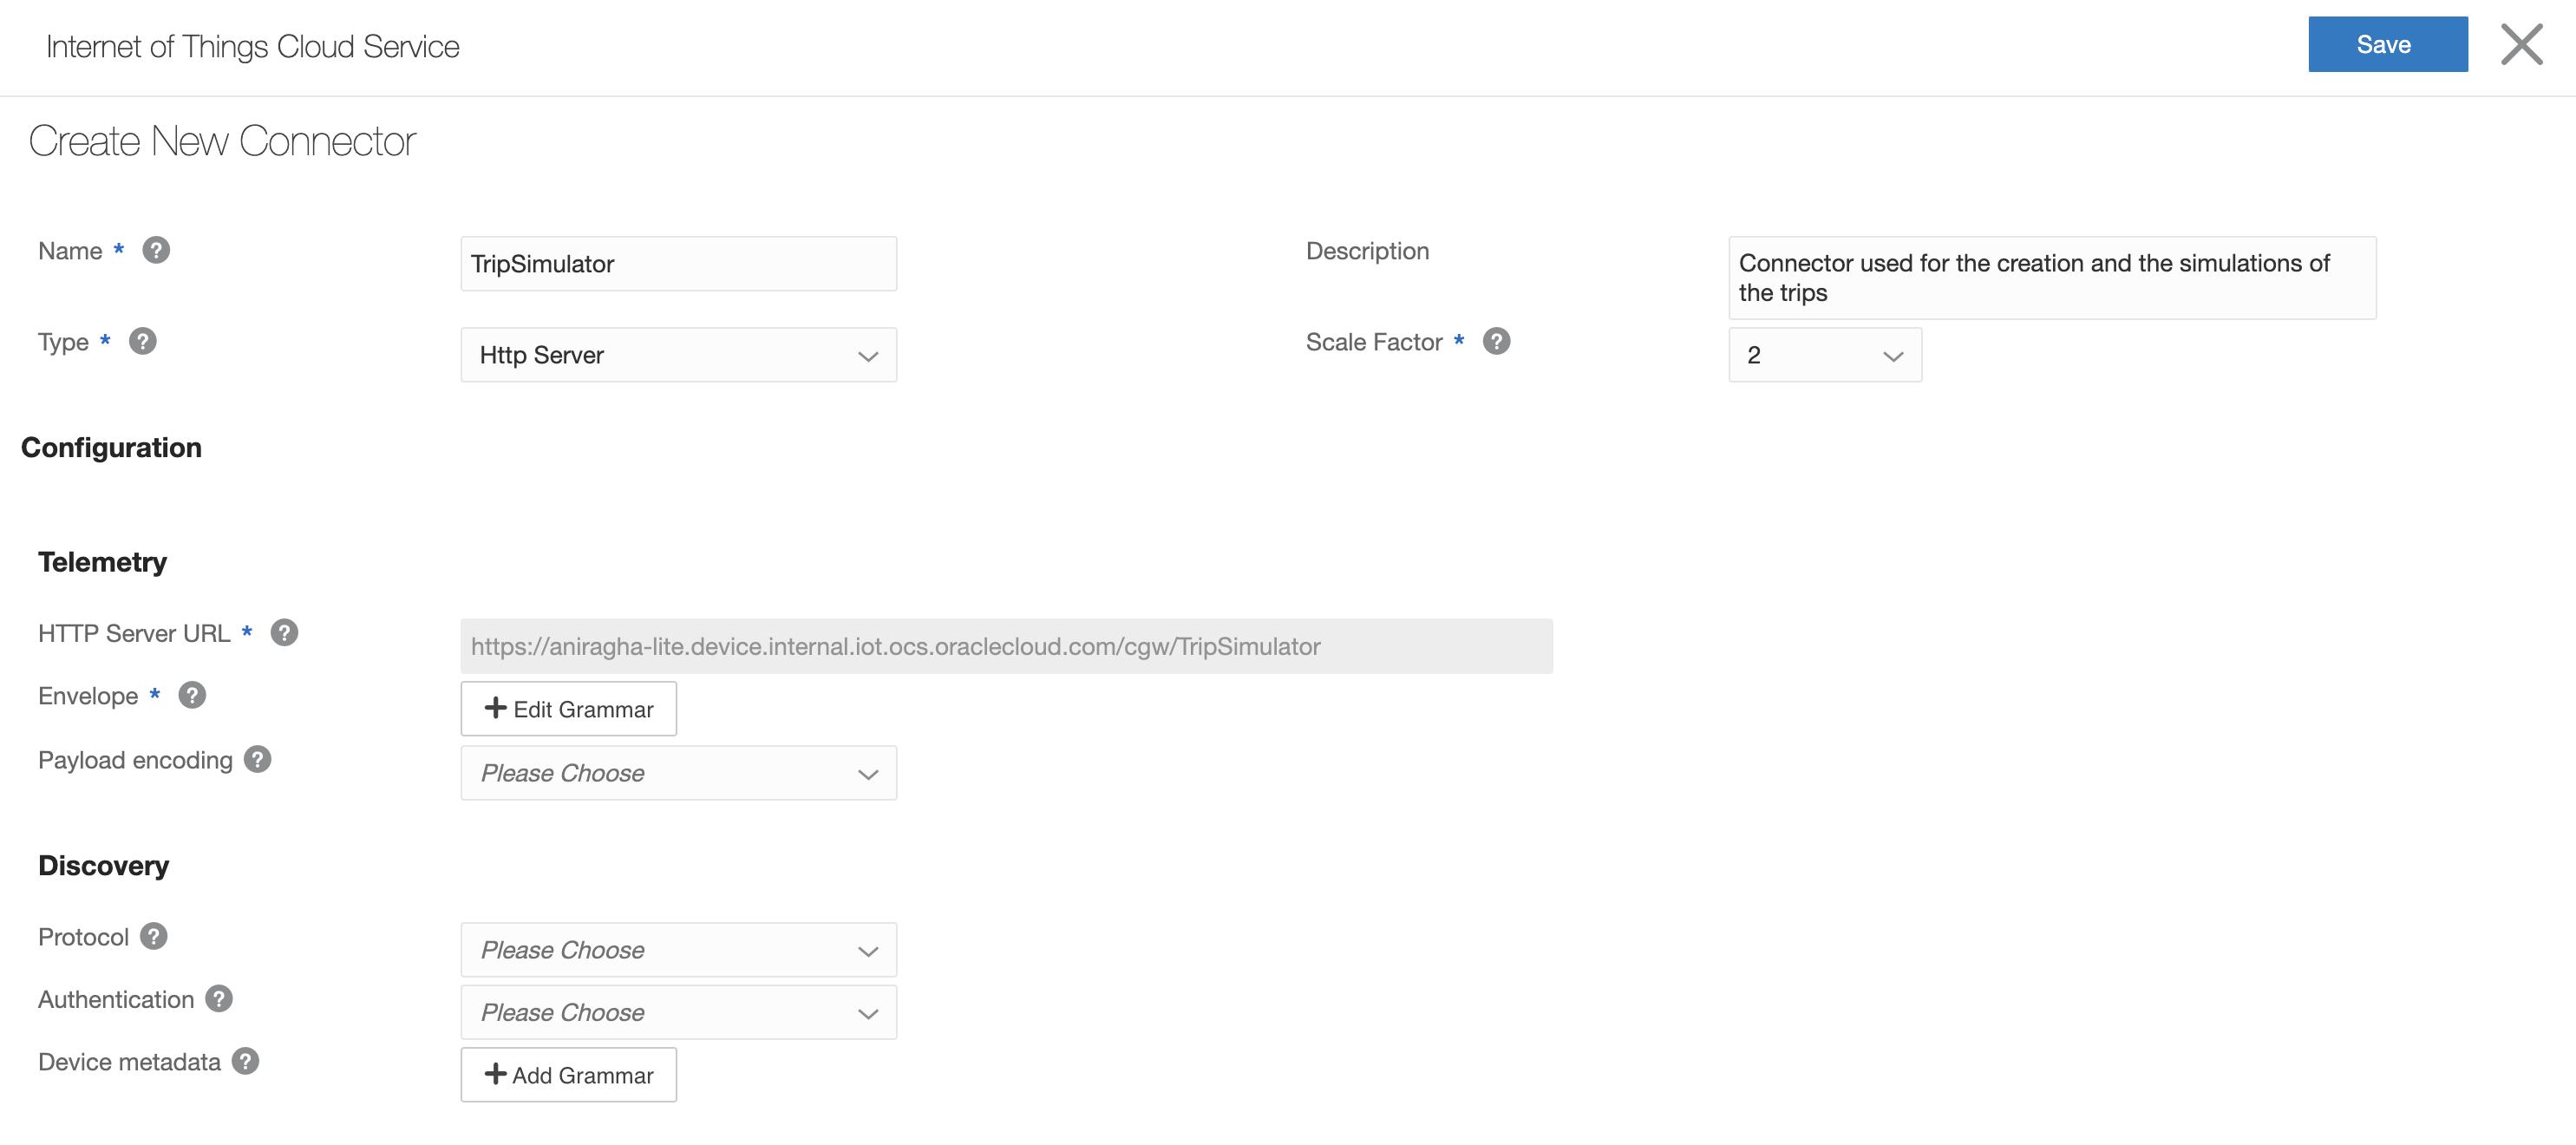 Internet of Things Cloud Service
Save
Create New Connector
Name *
TripSimulator
Description
Connector used for the creation and the simulations of
the trips
Type *
Http Server
Scale Factor *
2
Configuration
Telemetry
HTTP Server URL *
https://aniragha-lite.device.internal.iot.ocs.oraclecloud.com/cgw/TripSimulator
Envelope *
+ Edit Grammar
Payload encoding
Please Choose
Discovery
Protocol
Please Choose
Authentication
Please Choose
Device metadata
+ Add Grammar